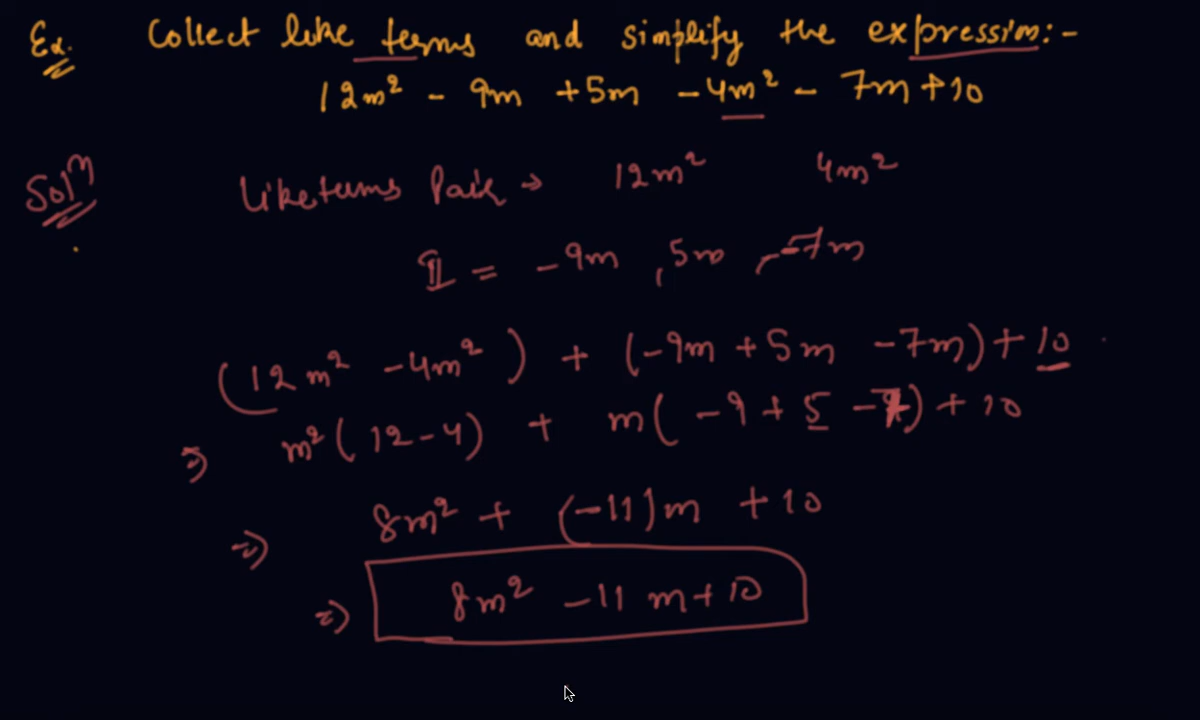 Ex. Collect like terms and simplify the expression:-
12m² - 9m + 5m - 4m² - 7m + 10
Solⁿ
Like terms Pair → 12m² 4m²
II = -9m , 5m , -7m
(12m² - 4m²) + (-9m + 5m - 7m) + 10
⇒ m²(12-4) + m(-9 + 5 - 7) + 10
⇒ 8m² + (-11)m + 10
⇒ 8m² - 11m + 10